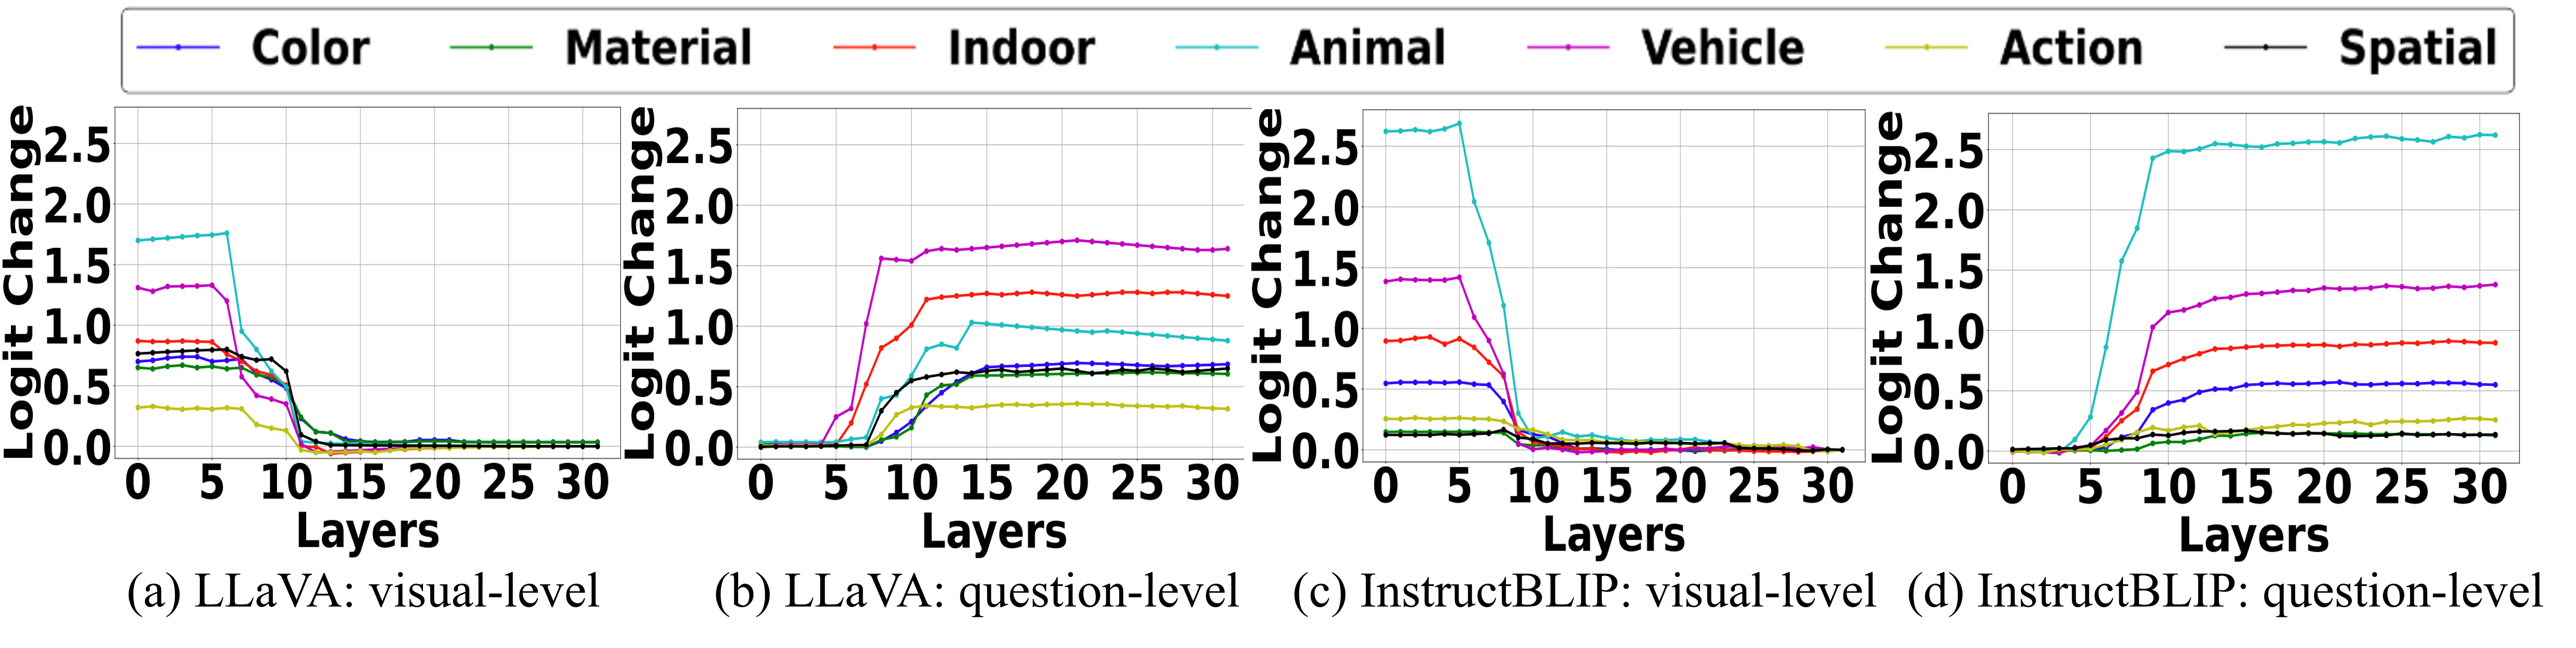 Color Material Indoor Animal Vehicle Action Spatial
Logit Change
2.5
2.0
1.5
1.0
0.5
0.0
0 5 10 15 20 25 30
Layers
(a) LLaVA: visual-level
Logit Change
2.5
2.0
1.5
1.0
0.5
0.0
0 5 10 15 20 25 30
Layers
(b) LLaVA: question-level
Logit Change
2.5
2.0
1.5
1.0
0.5
0.0
0 5 10 15 20 25 30
Layers
(c) InstructBLIP: visual-level
Logit Change
2.5
2.0
1.5
1.0
0.5
0.0
0 5 10 15 20 25 30
Layers
(d) InstructBLIP: question-level